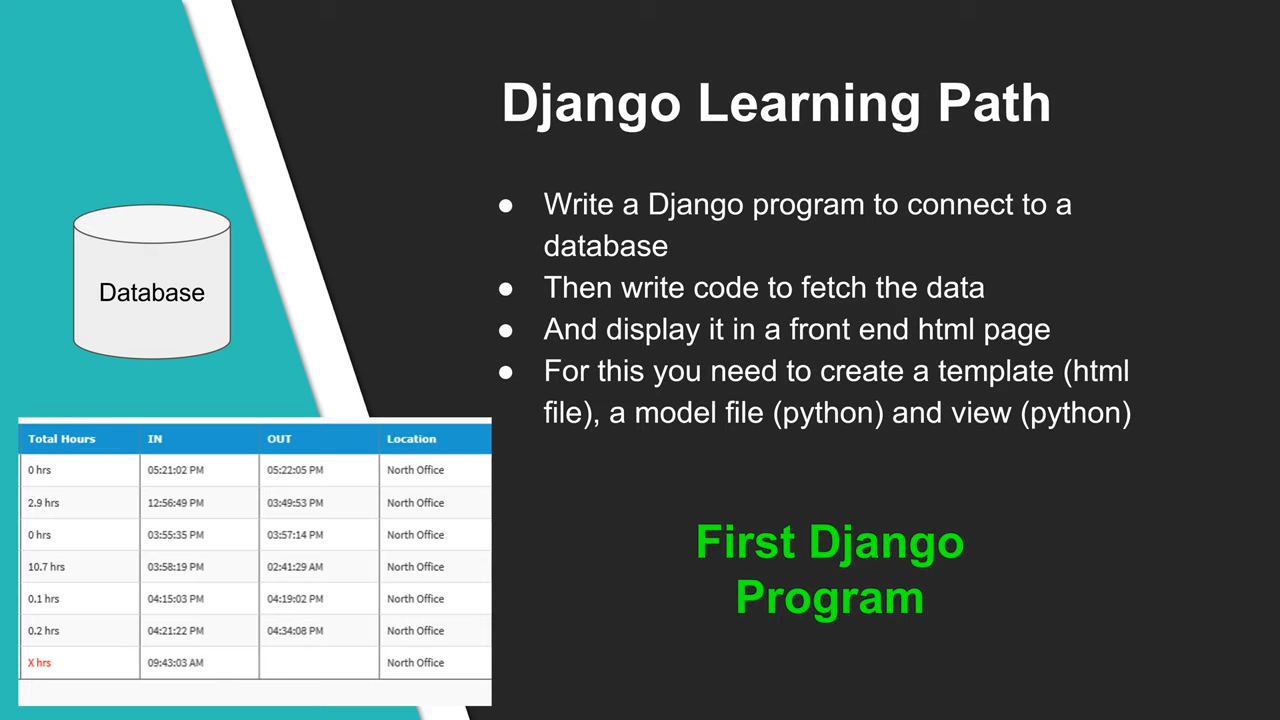 Django Learning Path
● Write a Django program to connect to a
database
● Then write code to fetch the data
● And display it in a front end html page
● For this you need to create a template (html
file), a model file (python) and view (python)
Database
Total Hours IN OUT Location
0 hrs 05:21:02 PM 05:22:05 PM North Office
2.9 hrs 12:56:49 PM 03:49:53 PM North Office
0 hrs 03:55:35 PM 03:57:14 PM North Office
10.7 hrs 03:58:19 PM 02:41:29 AM North Office
0.1 hrs 04:15:03 PM 04:19:02 PM North Office
0.2 hrs 04:21:22 PM 04:34:08 PM North Office
X hrs 09:43:03 AM North Office
First Django
Program